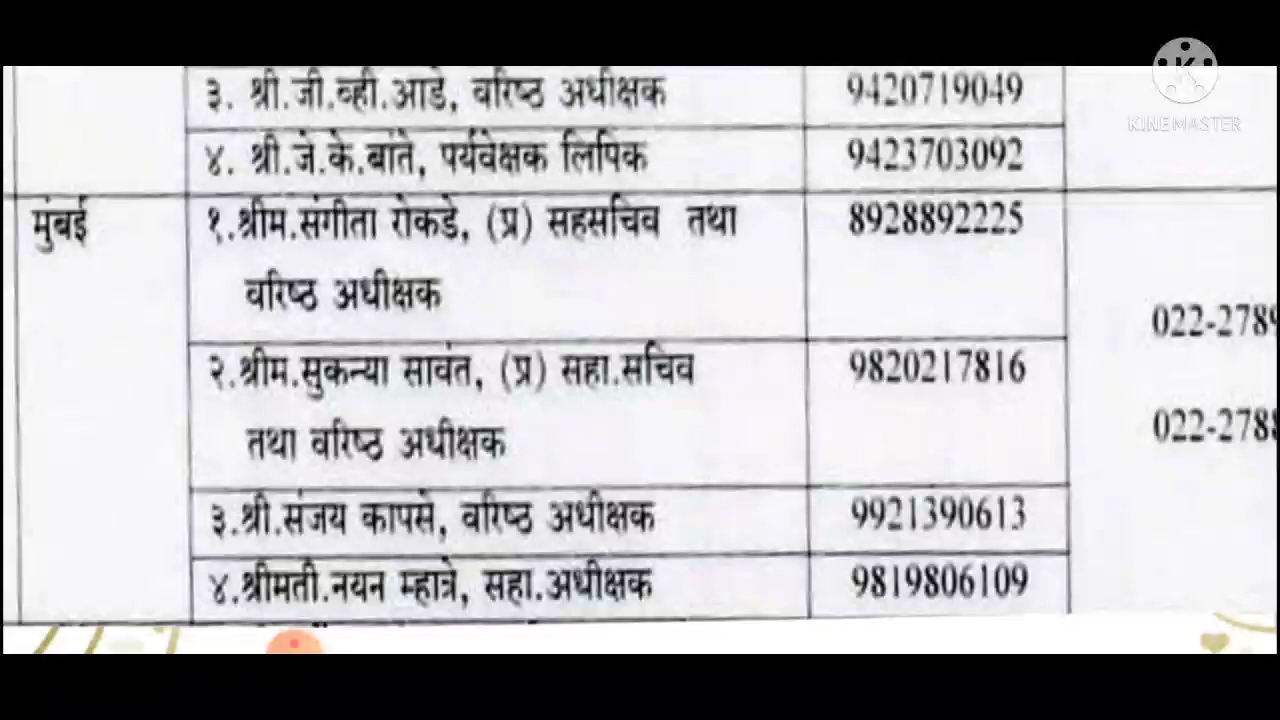 ३. श्री.जी.व्ही.आडे, वरिष्ठ अधीक्षक 9420719049
KINEMASTER
४. श्री.जे.के.बांते, पर्यवेक्षक लिपिक 9423703092
मुंबई १.श्रीम.संगीता रोकडे, (प्र) सहसचिव तथा 8928892225
वरिष्ठ अधीक्षक
022-2789
२.श्रीम.सुकन्या सावंत, (प्र) सहा.सचिव 9820217816
तथा वरिष्ठ अधीक्षक 022-2788
३.श्री.संजय कापसे, वरिष्ठ अधीक्षक 9921390613
४.श्रीमती.नयन म्हात्रे, सहा.अधीक्षक 9819806109